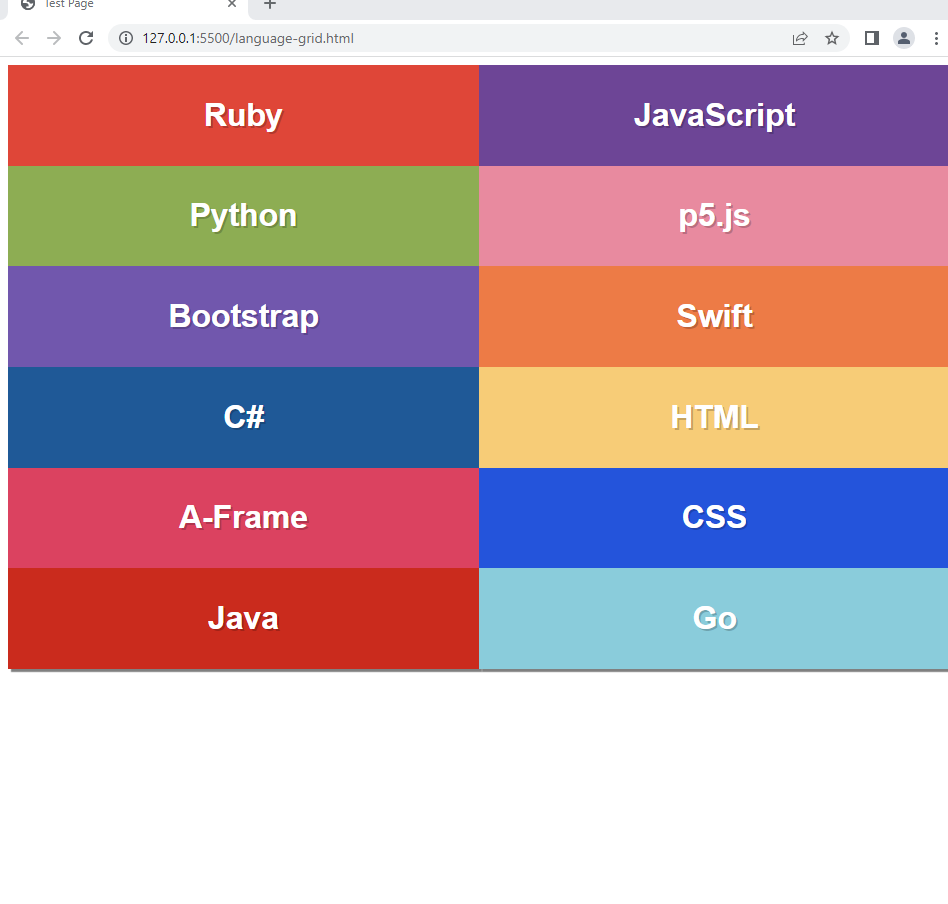 Test Page
127.0.0.1:5500/language-grid.html
Ruby
JavaScript
Python
p5.js
Bootstrap
Swift
C#
HTML
A-Frame
CSS
Java
Go